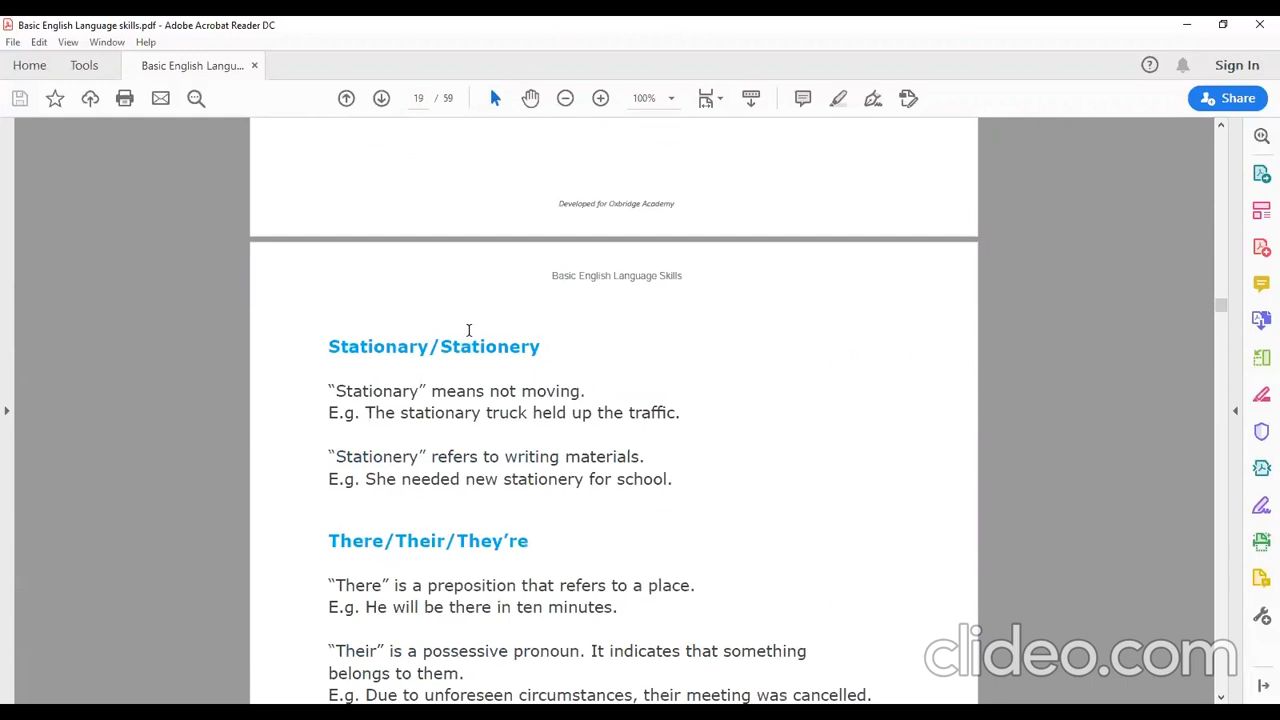 Basic English Language skills.pdf - Adobe Acrobat Reader DC
File Edit View Window Help
Home Tools Basic English Langu... × Sign In
19 / 59 100% Share
Developed for Oxbridge Academy
Basic English Language Skills
Stationary/Stationery
“Stationary” means not moving.
E.g. The stationary truck held up the traffic.
“Stationery” refers to writing materials.
E.g. She needed new stationery for school.
There/Their/They’re
“There” is a preposition that refers to a place.
E.g. He will be there in ten minutes.
“Their” is a possessive pronoun. It indicates that something
belongs to them.
E.g. Due to unforeseen circumstances, their meeting was cancelled.
clideo.com